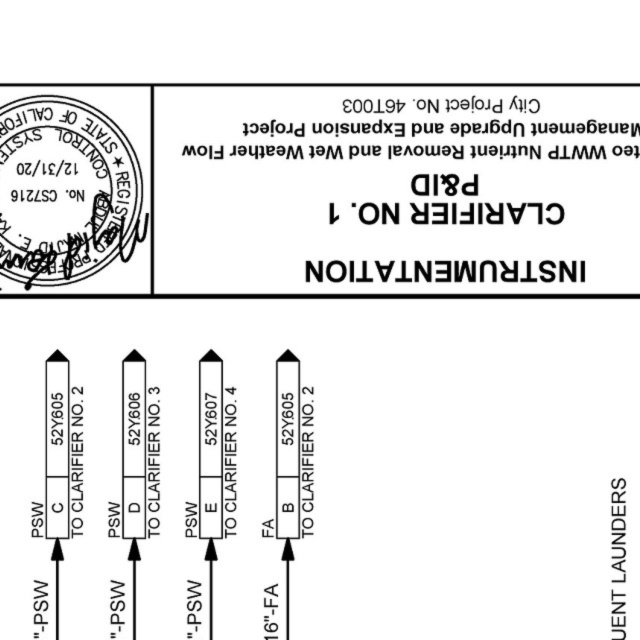 INSTRUMENTATION
CLARIFIER NO. 1
P&ID
teo WWTP Nutrient Removal and Wet Weather Flow
Management Upgrade and Expansion Project
City Project No. 46T003
No. CS7216
12/31/20
CONTROL SYSTEM
STATE OF CALIFOR
PSW
C
52Y605
TO CLARIFIER NO. 2
PSW
D
52Y606
TO CLARIFIER NO. 3
PSW
E
52Y607
TO CLARIFIER NO. 4
FA
B
52Y605
TO CLARIFIER NO. 2
"-PSW
"-PSW
"-PSW
16"-FA
UENT LAUNDERS